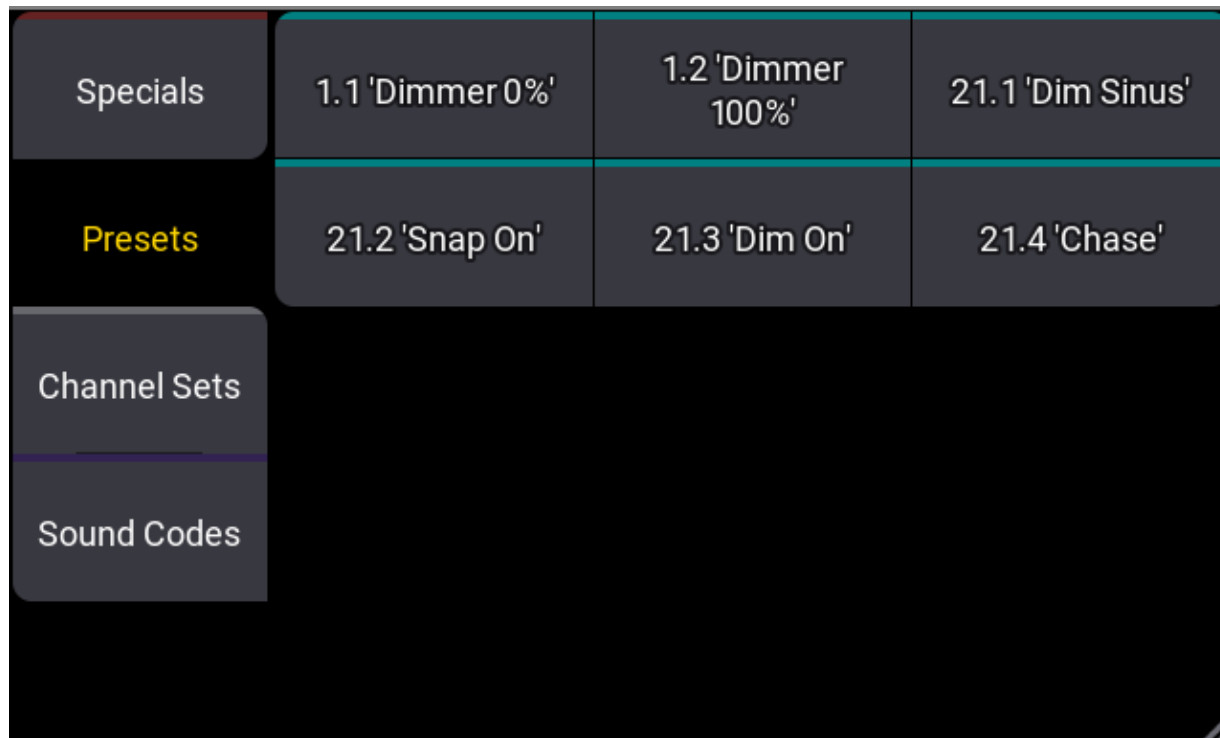 Specials
1.1 'Dimmer 0%'
1.2 'Dimmer
100%'
21.1 'Dim Sinus'
Presets
21.2 'Snap On'
21.3 'Dim On'
21.4 'Chase'
Channel Sets
Sound Codes